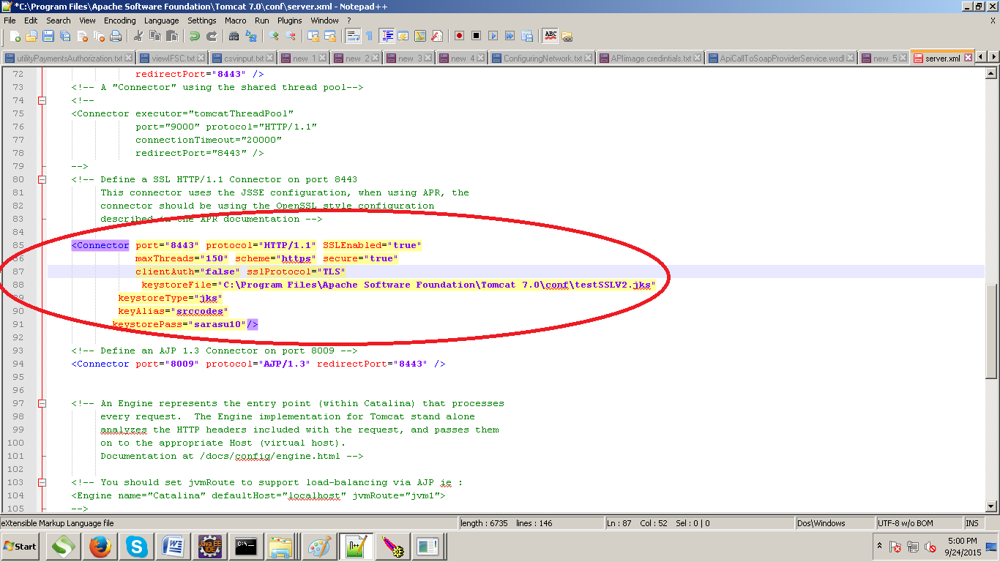 *C:\Program Files\Apache Software Foundation\Tomcat 7.0\conf\server.xml - Notepad++
File Edit Search View Encoding Language Settings Macro Run Plugins Window ? X
utilityPaymentsAuthorization.txt viewIFSC.txt csvinput.txt new 1 new 2 new 3 new 4 ConfiguringNetwork.txt APIimage credintials.txt ApiCallToSoapProviderService.wsdl new 5 server.xml
72 redirectPort="8443" />
73 <!-- A "Connector" using the shared thread pool-->
74 <!--
75 <Connector executor="tomcatThreadPool"
76 port="9000" protocol="HTTP/1.1"
77 connectionTimeout="20000"
78 redirectPort="8443" />
79 -->
80 <!-- Define a SSL HTTP/1.1 Connector on port 8443
81 This connector uses the JSSE configuration, when using APR, the
82 connector should be using the OpenSSL style configuration
83 described in the APR documentation -->
84
85 <Connector port="8443" protocol="HTTP/1.1" SSLEnabled="true"
86 maxThreads="150" scheme="https" secure="true"
87 clientAuth="false" sslProtocol="TLS"
88 keystoreFile="C:\Program Files\Apache Software Foundation\Tomcat 7.0\conf\testSSLV2.jks"
89 keystoreType="jks"
90 keyAlias="srccodes"
91 keystorePass="sarasu10"/>
92
93 <!-- Define an AJP 1.3 Connector on port 8009 -->
94 <Connector port="8009" protocol="AJP/1.3" redirectPort="8443" />
95
96
97 <!-- An Engine represents the entry point (within Catalina) that processes
98 every request.  The Engine implementation for Tomcat stand alone
99 analyzes the HTTP headers included with the request, and passes them
100 on to the appropriate Host (virtual host).
101 Documentation at /docs/config/engine.html -->
102
103 <!-- You should set jvmRoute to support load-balancing via AJP ie :
104 <Engine name="Catalina" defaultHost="localhost" jvmRoute="jvm1">
105 -->
eXtensible Markup Language file length : 6735 lines : 146 Ln : 87 Col : 52 Sel : 0 | 0 Dos\Windows UTF-8 w/o BOM INS
Start 5:00 PM
9/24/2015